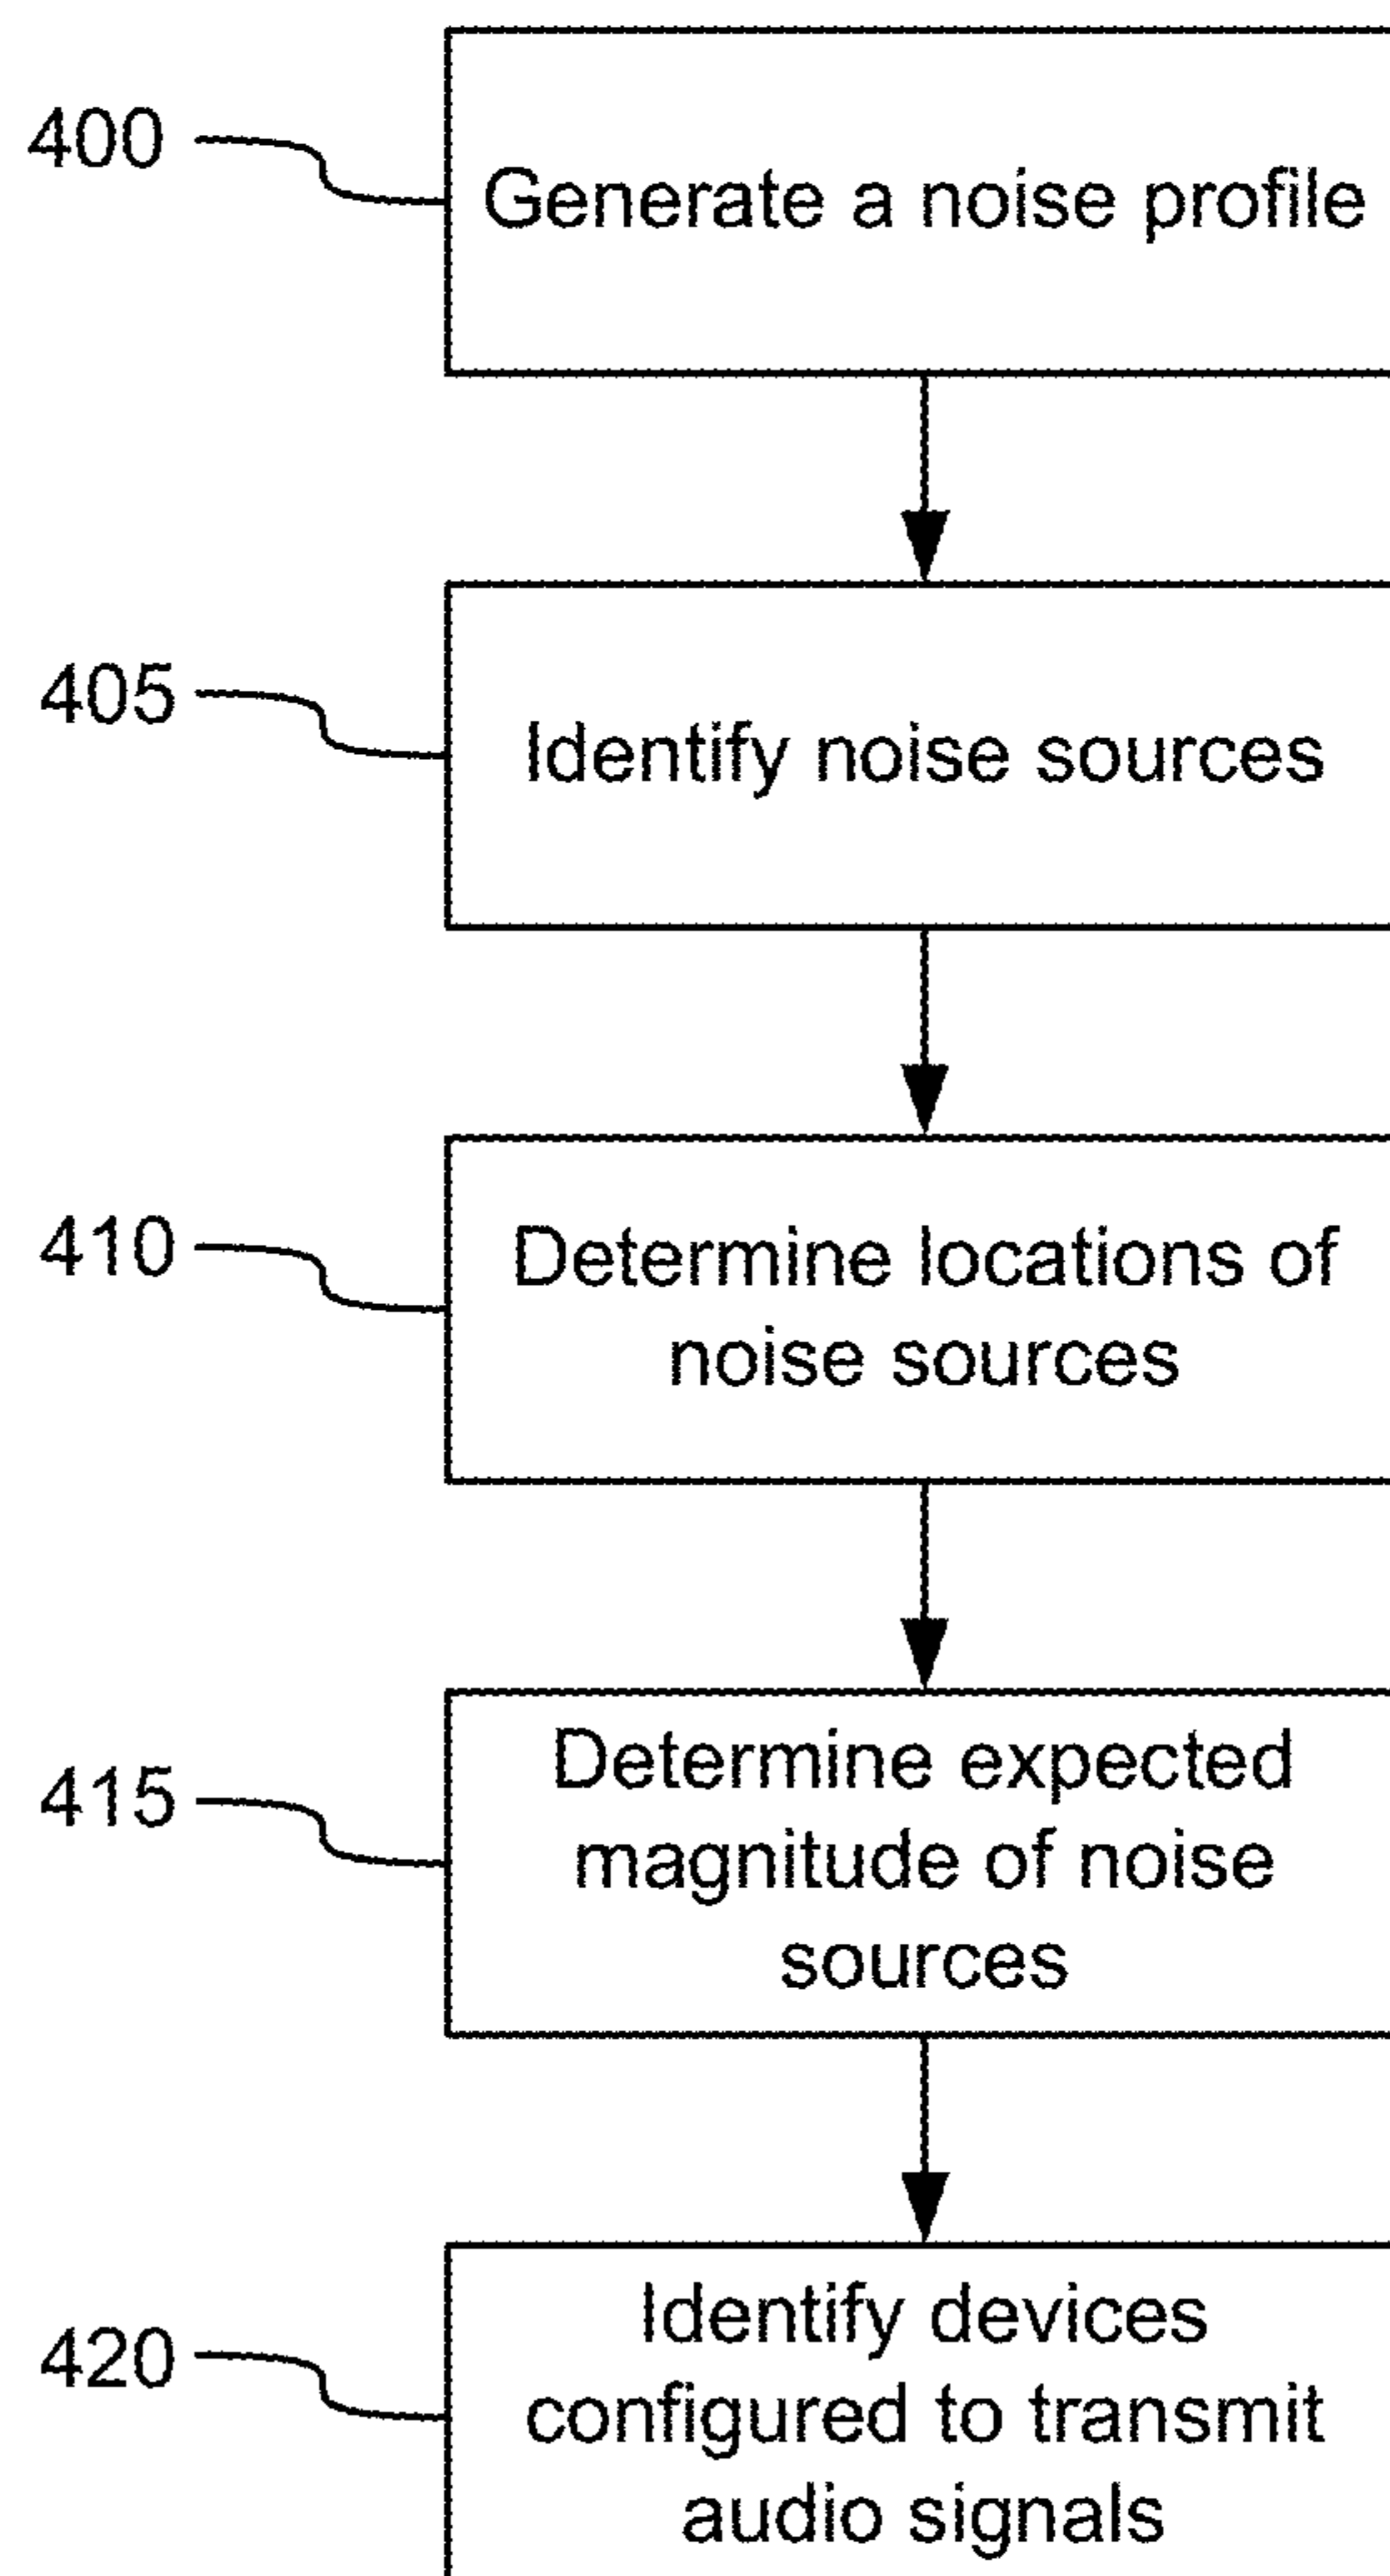 400
Generate a noise profile
405
Identify noise sources
410
Determine locations of
noise sources
415
Determine expected
magnitude of noise
sources
420
Identify devices
configured to transmit
audio signals